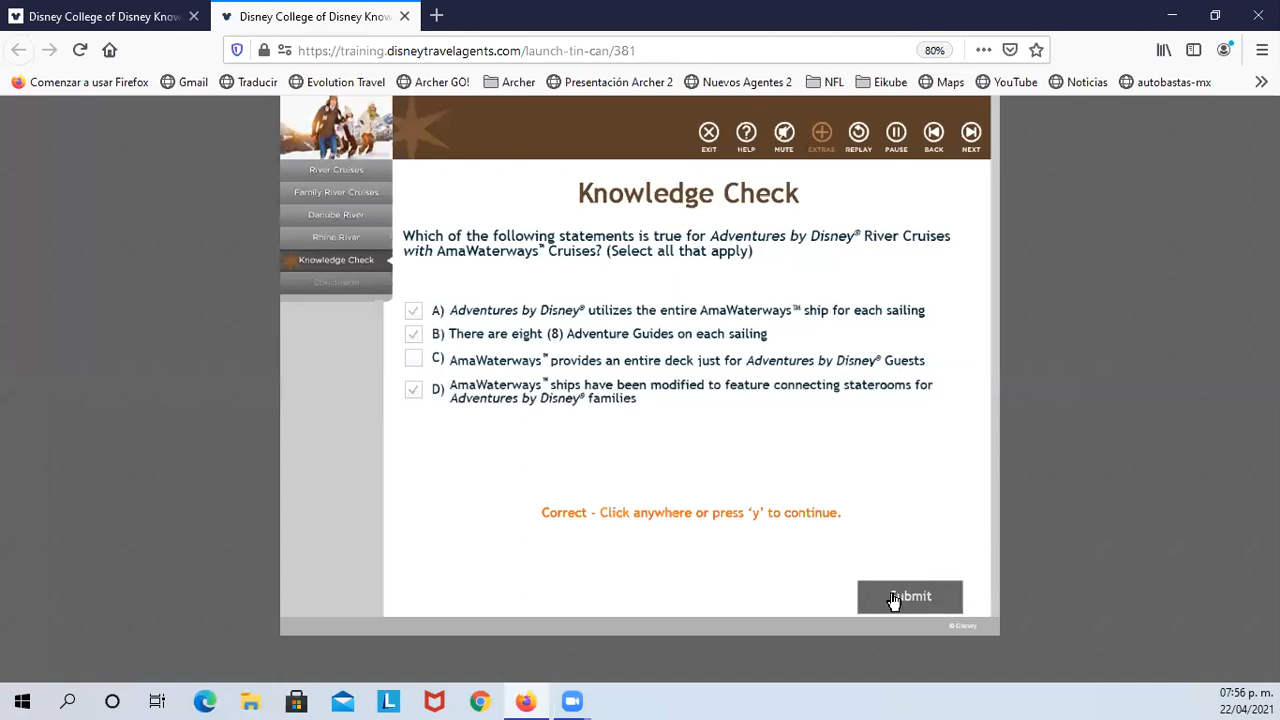 Disney College of Disney Know
Disney College of Disney Know
https://training.disneytravelagents.com/launch-tin-can/381
80%
Comenzar a usar Firefox
Gmail
Traducir
Evolution Travel
Archer GO!
Archer
Presentación Archer 2
Nuevos Agentes 2
NFL
Eikube
Maps
YouTube
Noticias
autobastas-mx
EXIT
HELP
MUTE
EXTRAS
REPLAY
PAUSE
BACK
NEXT
River Cruises
Family River Cruises
Danube River
Rhine River
Knowledge Check
Conclusion
Knowledge Check
Which of the following statements is true for Adventures by Disney® River Cruises
with AmaWaterways™ Cruises? (Select all that apply)
A) Adventures by Disney® utilizes the entire AmaWaterways™ ship for each sailing
B) There are eight (8) Adventure Guides on each sailing
C) AmaWaterways™ provides an entire deck just for Adventures by Disney® Guests
D) AmaWaterways™ ships have been modified to feature connecting staterooms for
Adventures by Disney® families
Correct - Click anywhere or press ‘y’ to continue.
Submit
© Disney
07:56 p. m.
22/04/2021